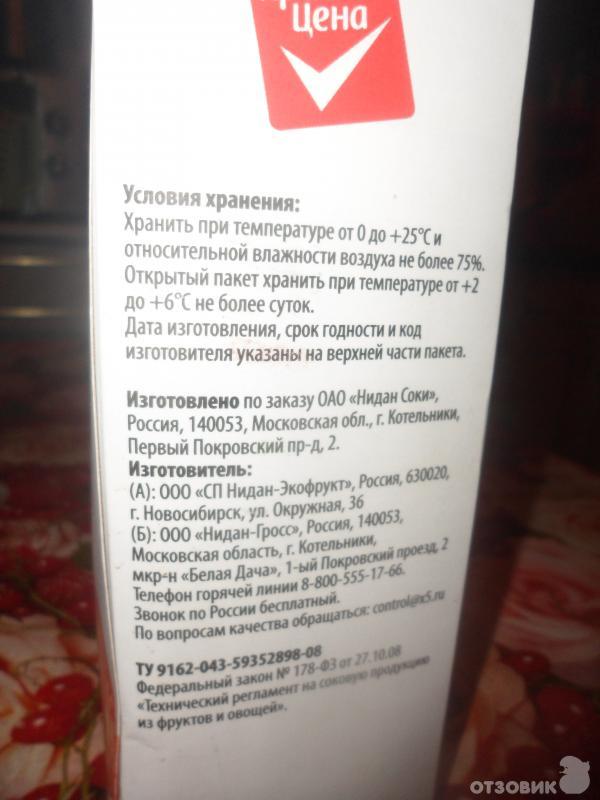 цена
Условия хранения:
Хранить при температуре от 0 до +25°С и
относительной влажности воздуха не более 75%.
Открытый пакет хранить при температуре от +2
до +6°С не более суток.
Дата изготовления, срок годности и код
изготовителя указаны на верхней части пакета.
Изготовлено по заказу ОАО «Нидан Соки»,
Россия, 140053, Московская обл., г. Котельники,
Первый Покровский пр-д, 2.
Изготовитель:
(А): ООО «СП Нидан-Экофрукт», Россия, 630020,
г. Новосибирск, ул. Окружная, 36
(Б): ООО «Нидан-Гросс», Россия, 140053,
Московская область, г. Котельники,
мкр-н «Белая Дача», 1-ый Покровский проезд, 2
Телефон горячей линии 8-800-555-17-66.
Звонок по России бесплатный.
По вопросам качества обращаться: control@x5.ru
ТУ 9162-043-59352898-08
Федеральный закон № 178-ФЗ от 27.10.08
«Технический регламент на соковую продукцию
из фруктов и овощей».
ОТЗОВИК